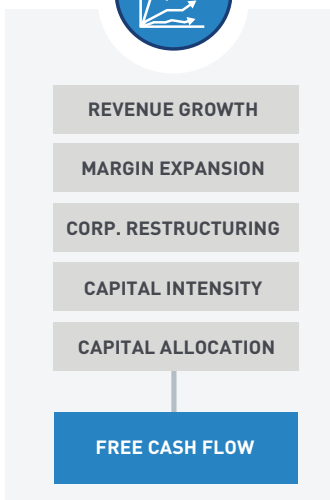 REVENUE GROWTH
MARGIN EXPANSION
CORP. RESTRUCTURING
CAPITAL INTENSITY
CAPITAL ALLOCATION
FREE CASH FLOW